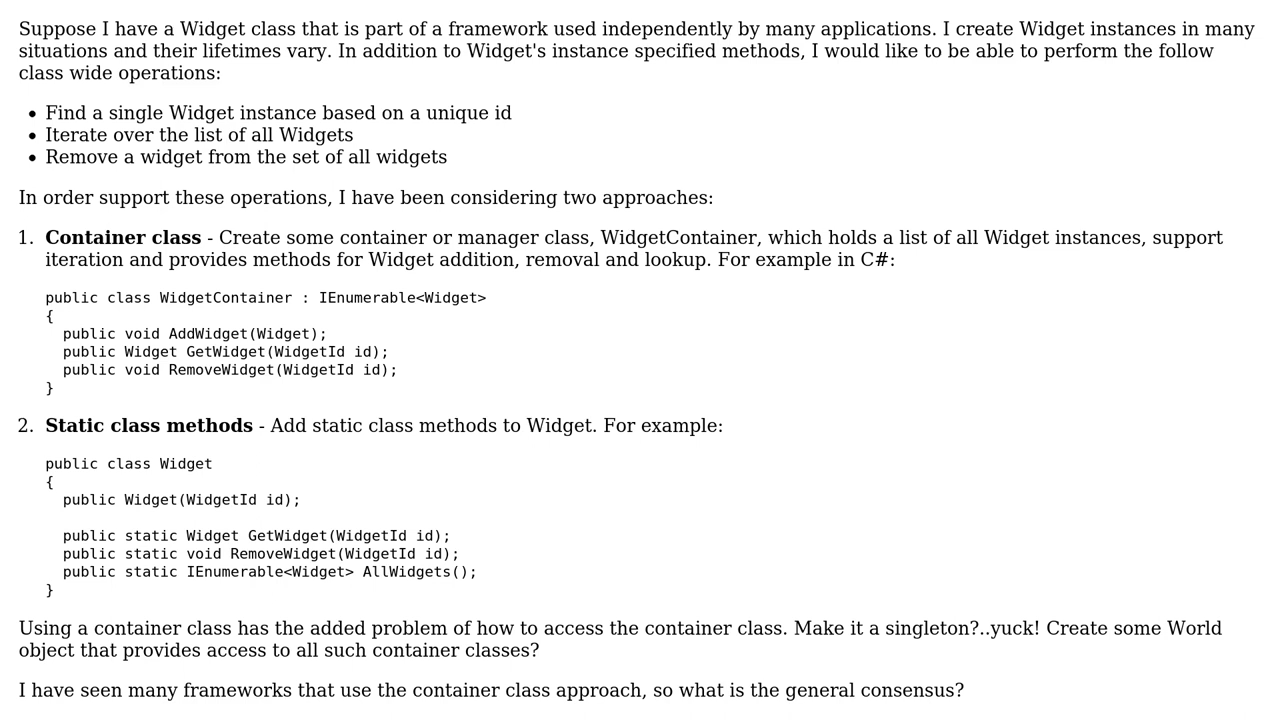 Suppose I have a Widget class that is part of a framework used independently by many applications. I create Widget instances in many
situations and their lifetimes vary. In addition to Widget's instance specified methods, I would like to be able to perform the follow
class wide operations:
• Find a single Widget instance based on a unique id
• Iterate over the list of all Widgets
• Remove a widget from the set of all widgets
In order support these operations, I have been considering two approaches:
1. Container class - Create some container or manager class, WidgetContainer, which holds a list of all Widget instances, support
iteration and provides methods for Widget addition, removal and lookup. For example in C#:
public class WidgetContainer : IEnumerable<Widget>
{
  public void AddWidget(Widget);
  public Widget GetWidget(WidgetId id);
  public void RemoveWidget(WidgetId id);
}
2. Static class methods - Add static class methods to Widget. For example:
public class Widget
{
  public Widget(WidgetId id);
  public static Widget GetWidget(WidgetId id);
  public static void RemoveWidget(WidgetId id);
  public static IEnumerable<Widget> AllWidgets();
}
Using a container class has the added problem of how to access the container class. Make it a singleton?..yuck! Create some World
object that provides access to all such container classes?
I have seen many frameworks that use the container class approach, so what is the general consensus?